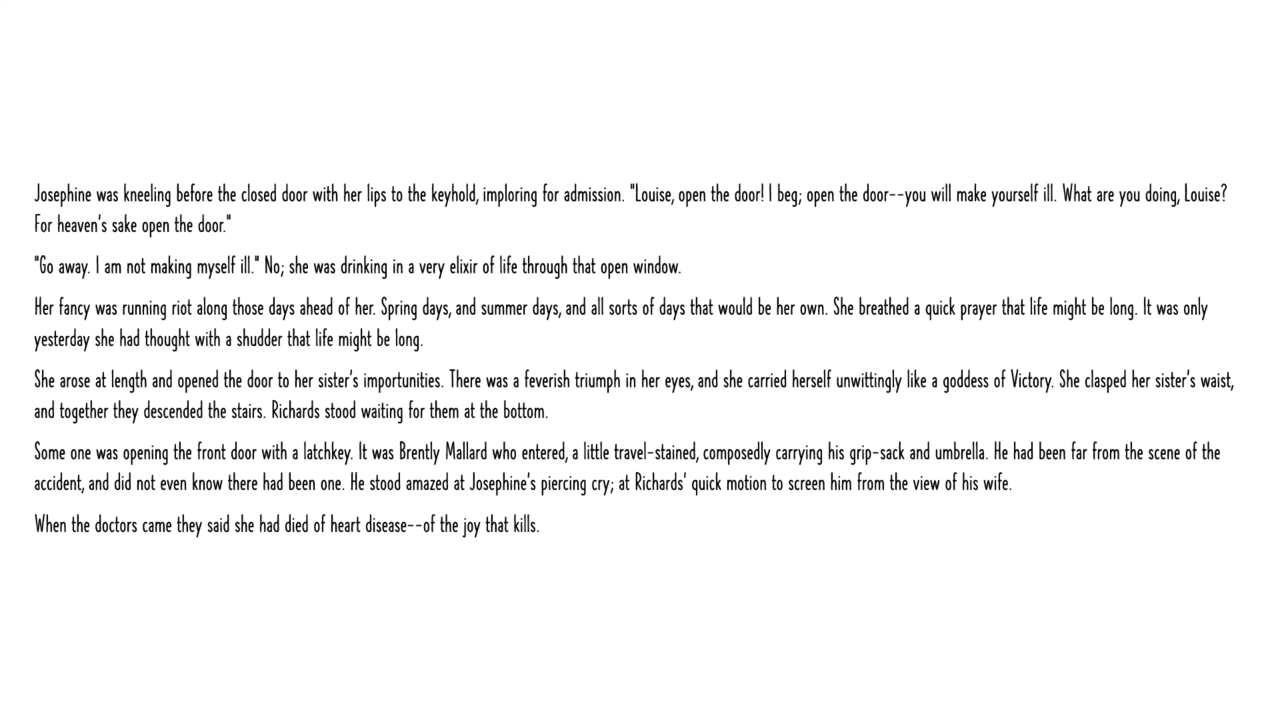 Josephine was kneeling before the closed door with her lips to the keyhold, imploring for admission. "Louise, open the door! I beg; open the door--you will make yourself ill. What are you doing, Louise?
For heaven's sake open the door."
"Go away. I am not making myself ill." No; she was drinking in a very elixir of life through that open window.
Her fancy was running riot along those days ahead of her. Spring days, and summer days, and all sorts of days that would be her own. She breathed a quick prayer that life might be long. It was only
yesterday she had thought with a shudder that life might be long.
She arose at length and opened the door to her sister's importunities. There was a feverish triumph in her eyes, and she carried herself unwittingly like a goddess of Victory. She clasped her sister's waist,
and together they descended the stairs. Richards stood waiting for them at the bottom.
Some one was opening the front door with a latchkey. It was Brently Mallard who entered, a little travel-stained, composedly carrying his grip-sack and umbrella. He had been far from the scene of the
accident, and did not even know there had been one. He stood amazed at Josephine's piercing cry; at Richards' quick motion to screen him from the view of his wife.
When the doctors came they said she had died of heart disease--of the joy that kills.